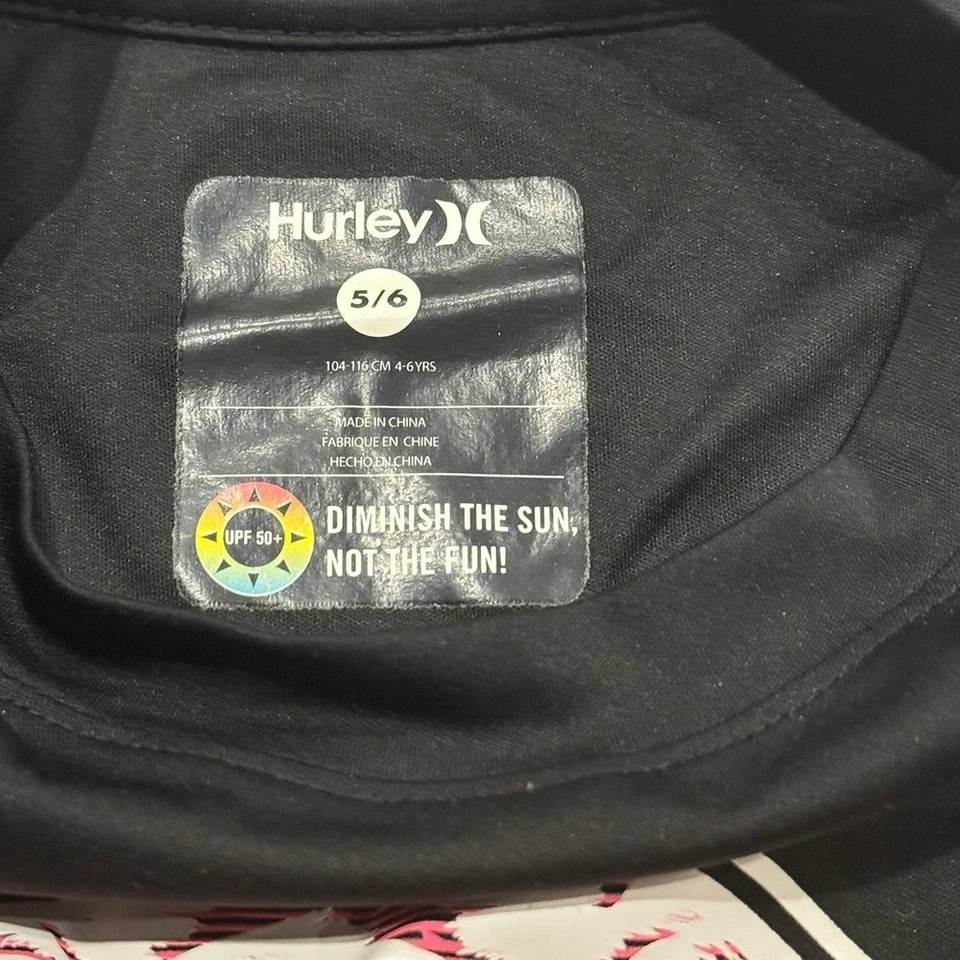 Hurley
5/6
104-116 CM 4-6YRS
MADE IN CHINA
FABRIQUE EN CHINE
HECHO EN CHINA
UPF 50+
DIMINISH THE SUN,
NOT THE FUN!